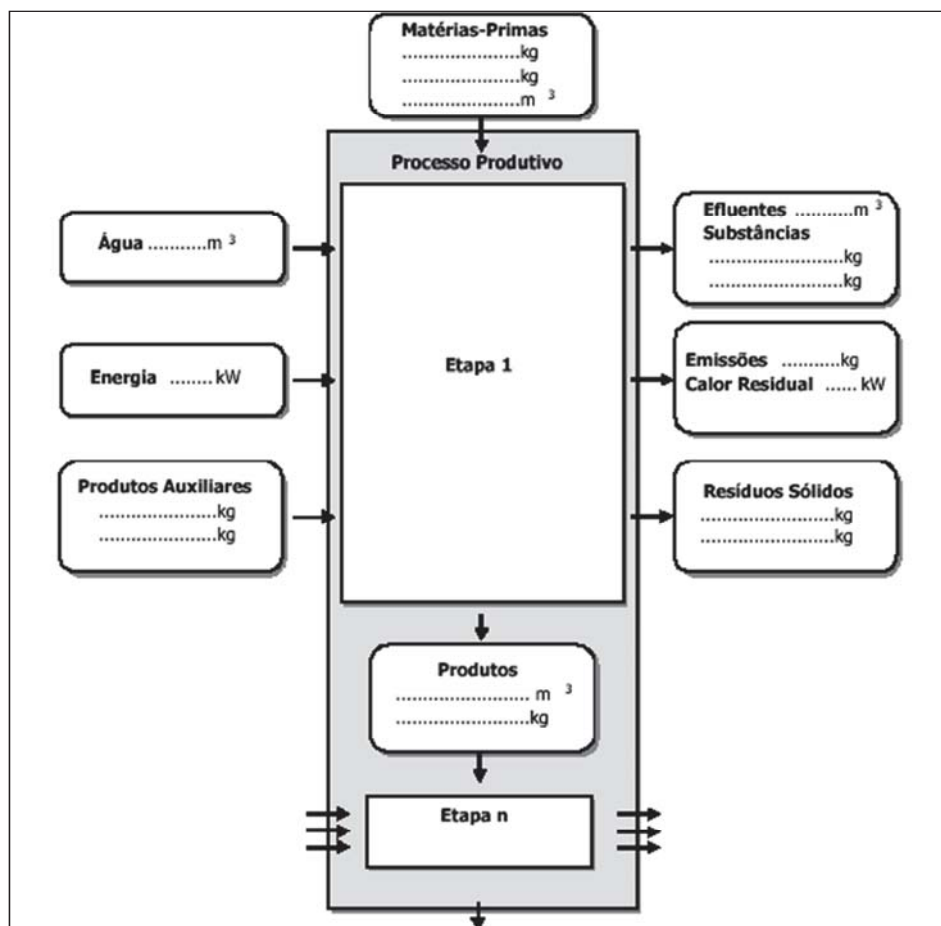 Matérias-Primas
......................kg
......................kg
......................m 3
Processo Produtivo
Água ...........m 3
Energia ........ kW
Produtos Auxiliares
......................kg
......................kg
Etapa 1
Efluentes ...........m 3
Substâncias
.........................kg
.........................kg
Emissões ...........kg
Calor Residual ...... kW
Resíduos Sólidos
.........................kg
.........................kg
Produtos
......................... m 3
.........................kg
Etapa n